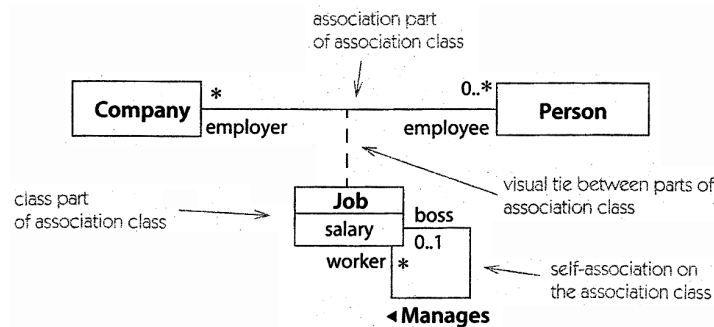 association part
of association class
*
0..*
Company
Person
employer
employee
visual tie between parts of
association class
class part
of association class
Job
salary
boss
0..1
worker
*
self-association on
the association class
◄Manages